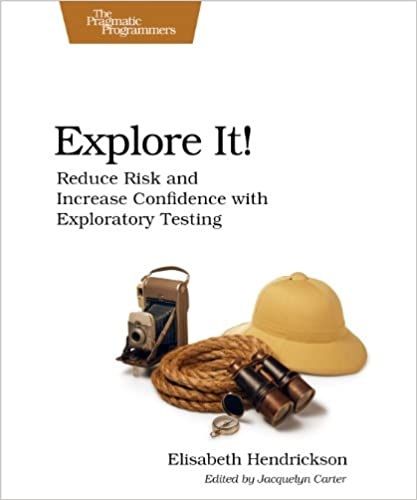 The
Pragmatic
Programmers
Explore It!
Reduce Risk and
Increase Confidence with
Exploratory Testing
Elisabeth Hendrickson
Edited by Jacquelyn Carter